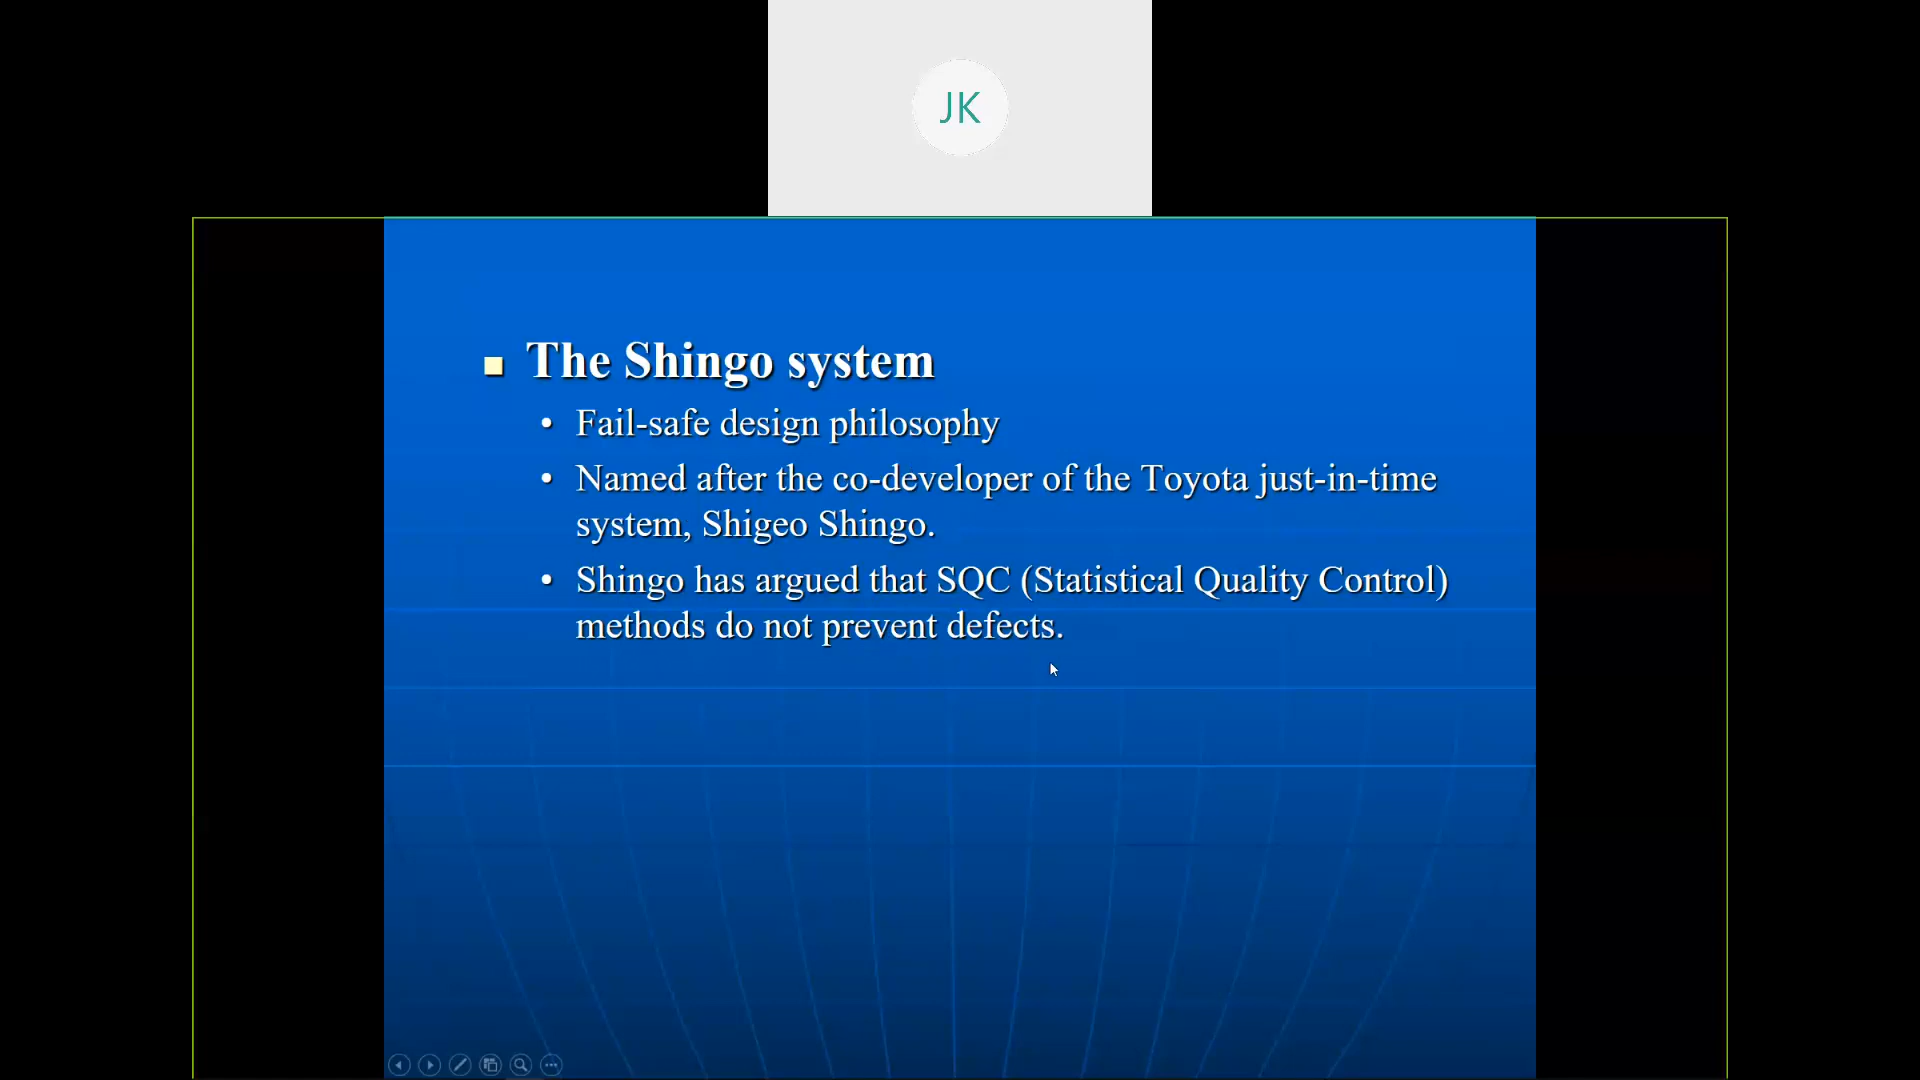 JK
The Shingo system
• Fail-safe design philosophy
• Named after the co-developer of the Toyota just-in-time
system, Shigeo Shingo.
• Shingo has argued that SQC (Statistical Quality Control)
methods do not prevent defects.